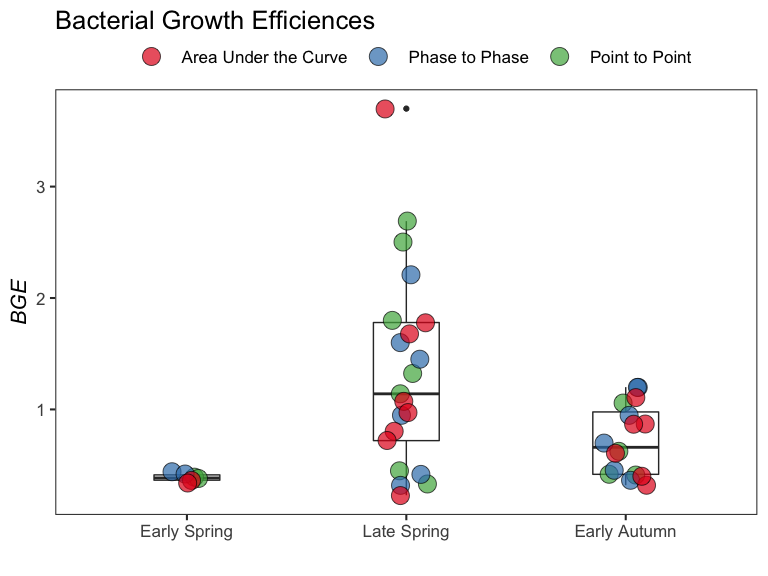 Bacterial Growth Efficiences
Area Under the Curve Phase to Phase Point to Point
3
2
1
BGE
Early Spring Late Spring Early Autumn